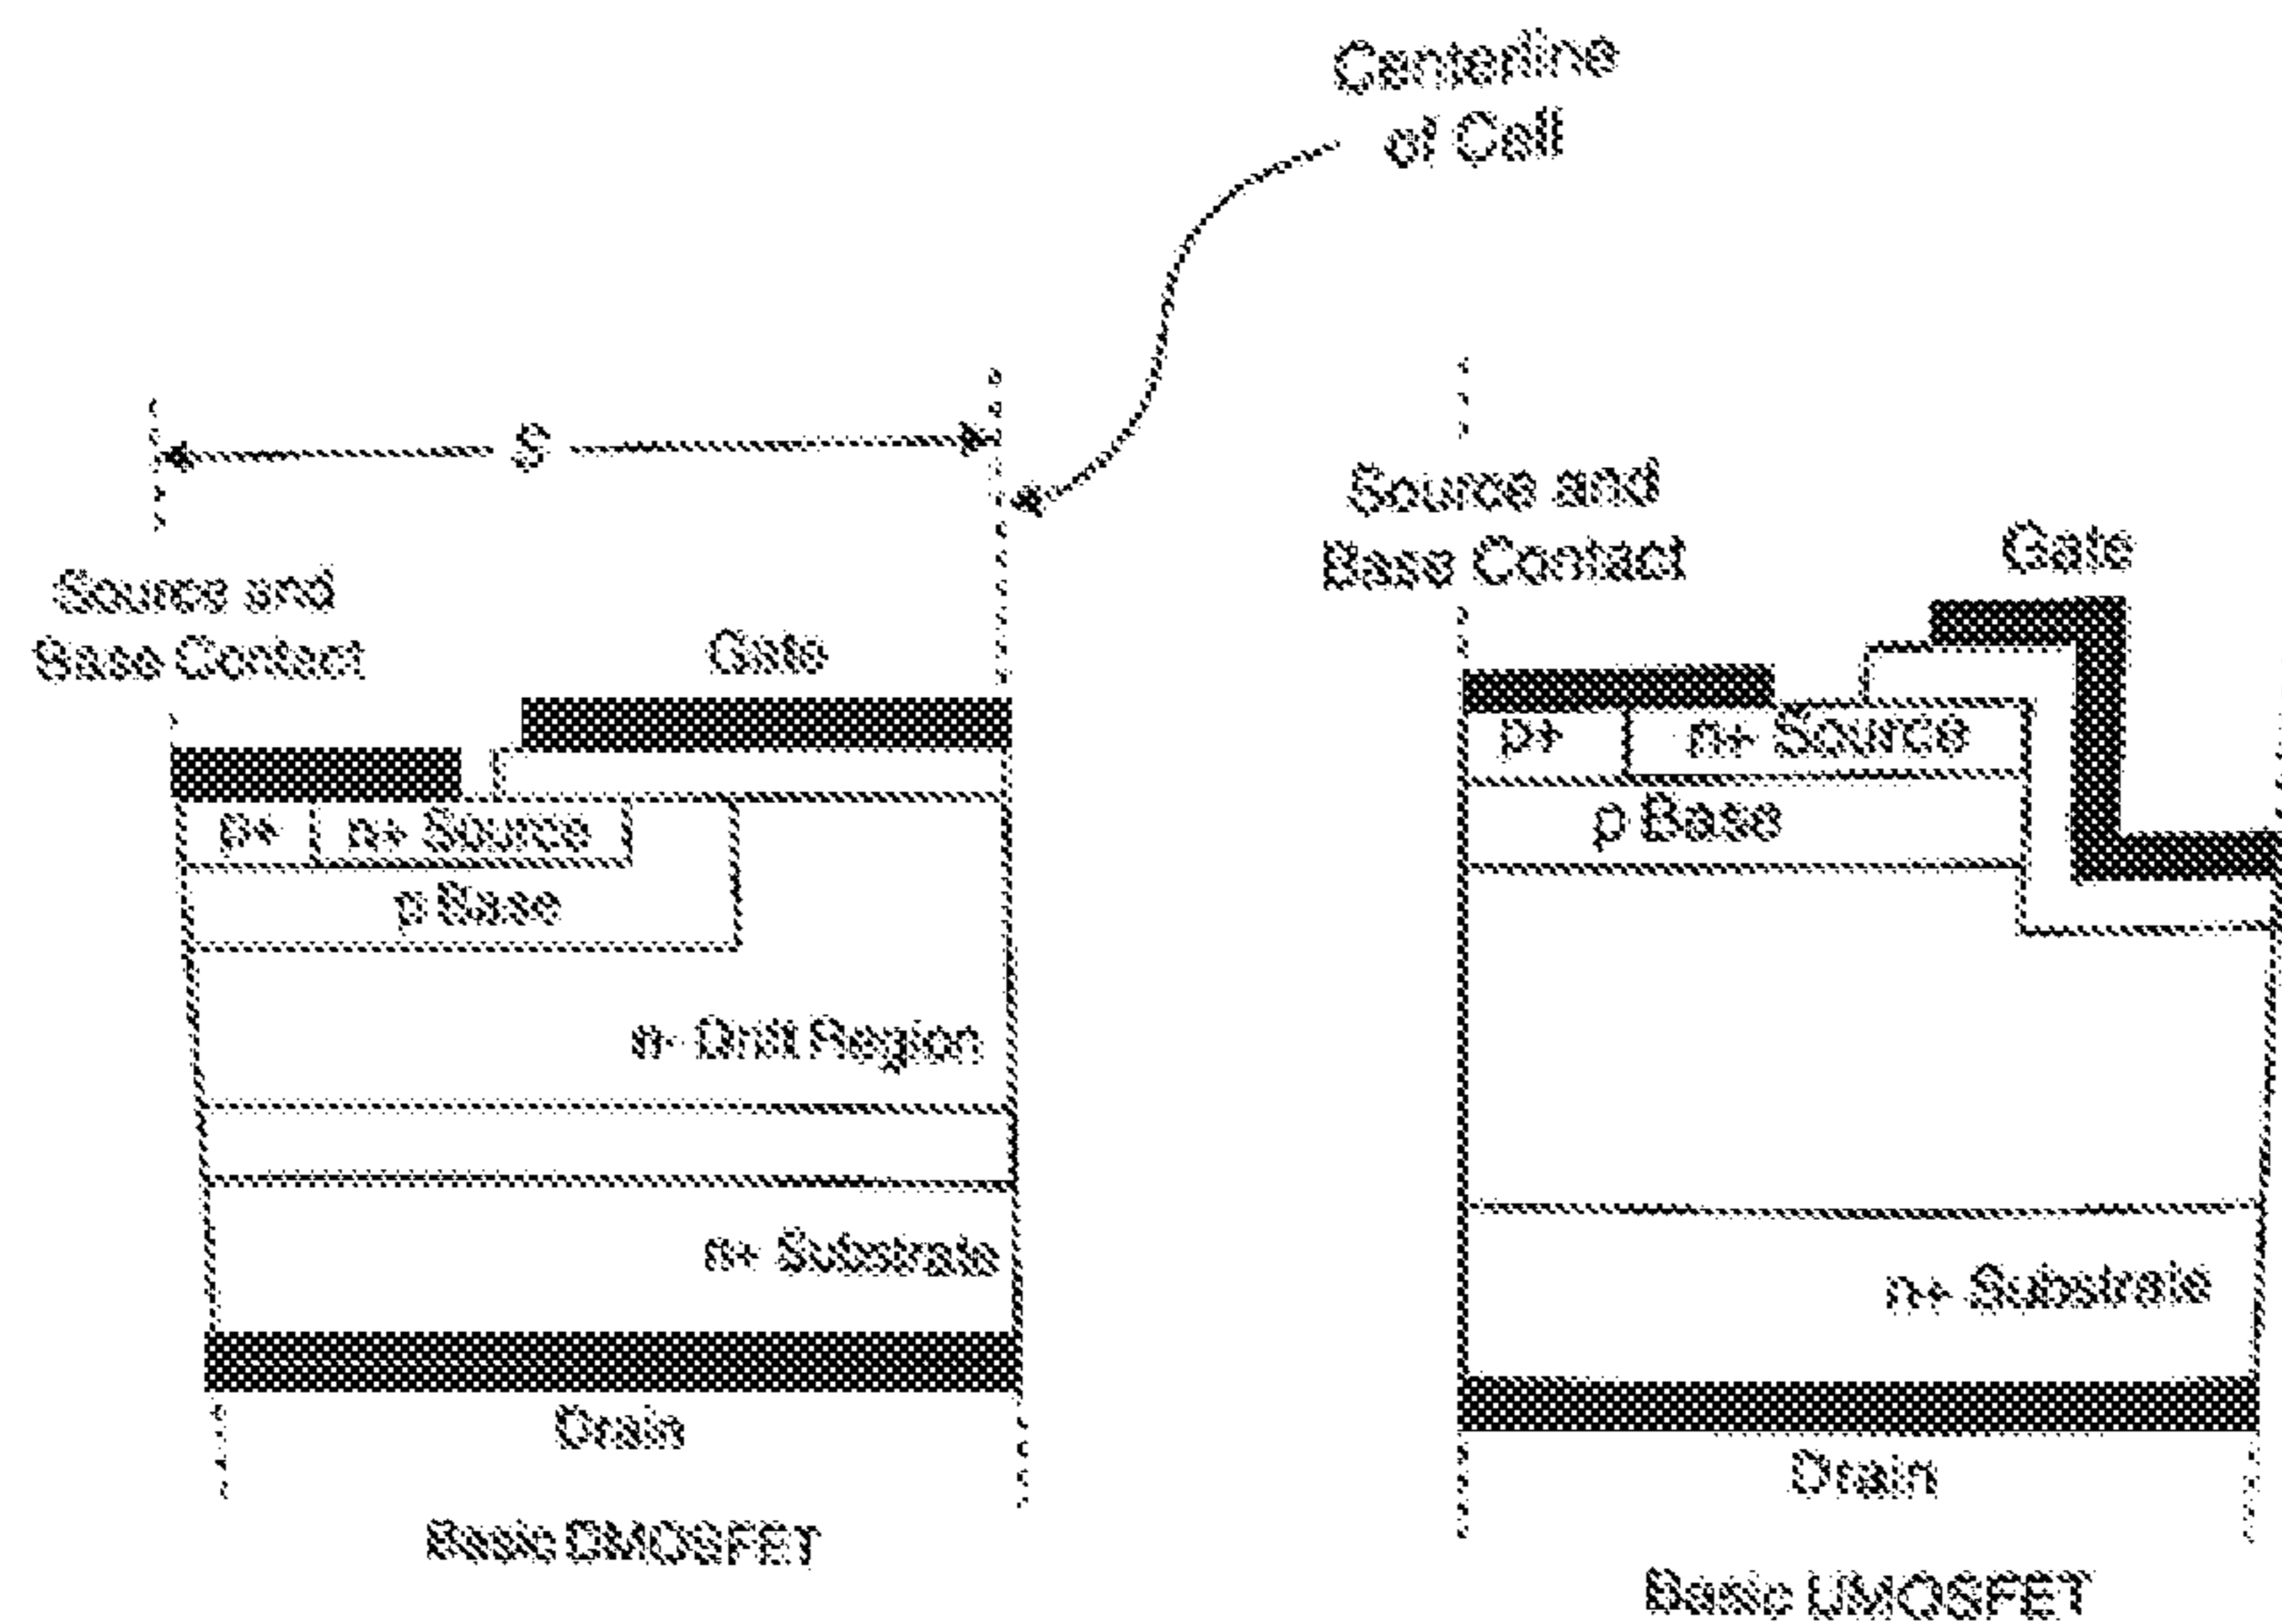 Centerline
of Cell
S
Source and
Base Contact
Gate
p+
n+ Source
p Base
n- Drift Region
n+ Substrate
Drain
Basic DMOSFET
Source and
Base Contact
Gate
p+
n+ Source
p Base
n+ Substrate
Drain
Basic UMOSFET